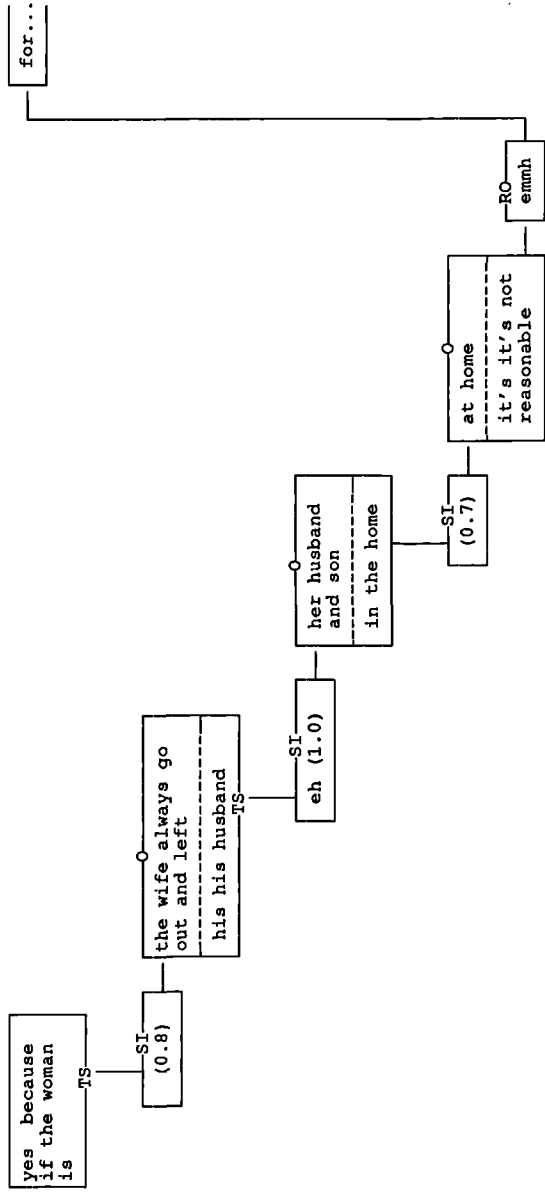 yes because
if the woman
is
TS
SI
(0.8)
the wife always go
out and left
his his husband
TS
SI
eh (1.0)
her husband
and son
in the home
SI
(0.7)
at home
it's it's not
reasonable
RO
emmh
for...